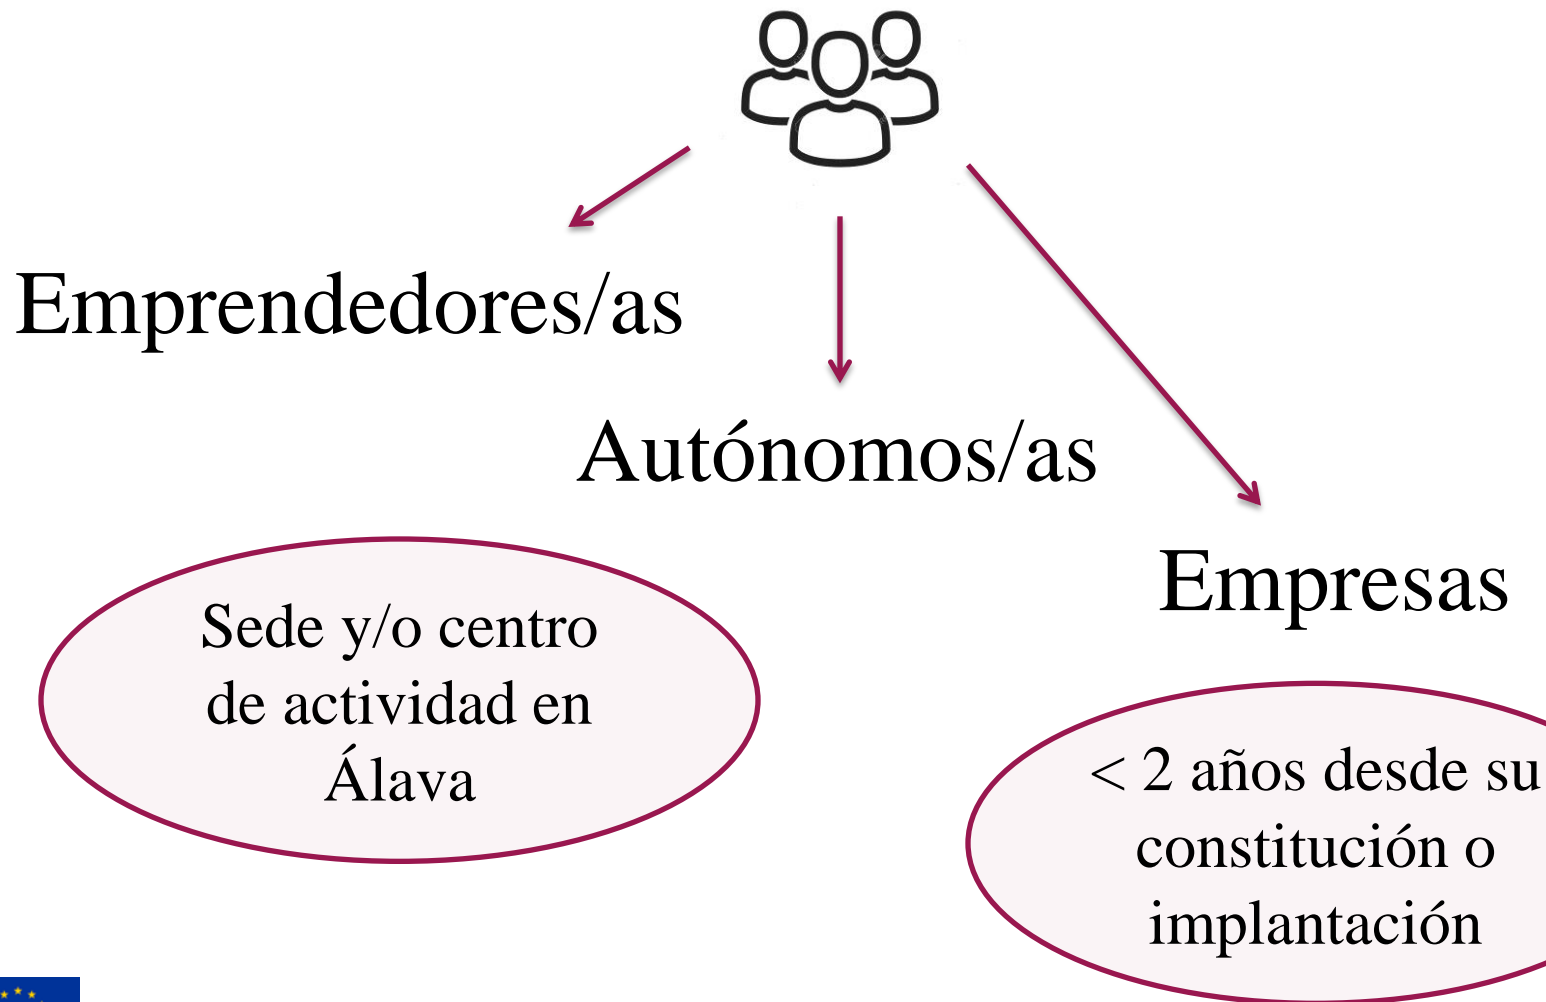 Emprendedores/as
Autónomos/as
Empresas
Sede y/o centro
de actividad en
Álava
< 2 años desde su
constitución o
implantación